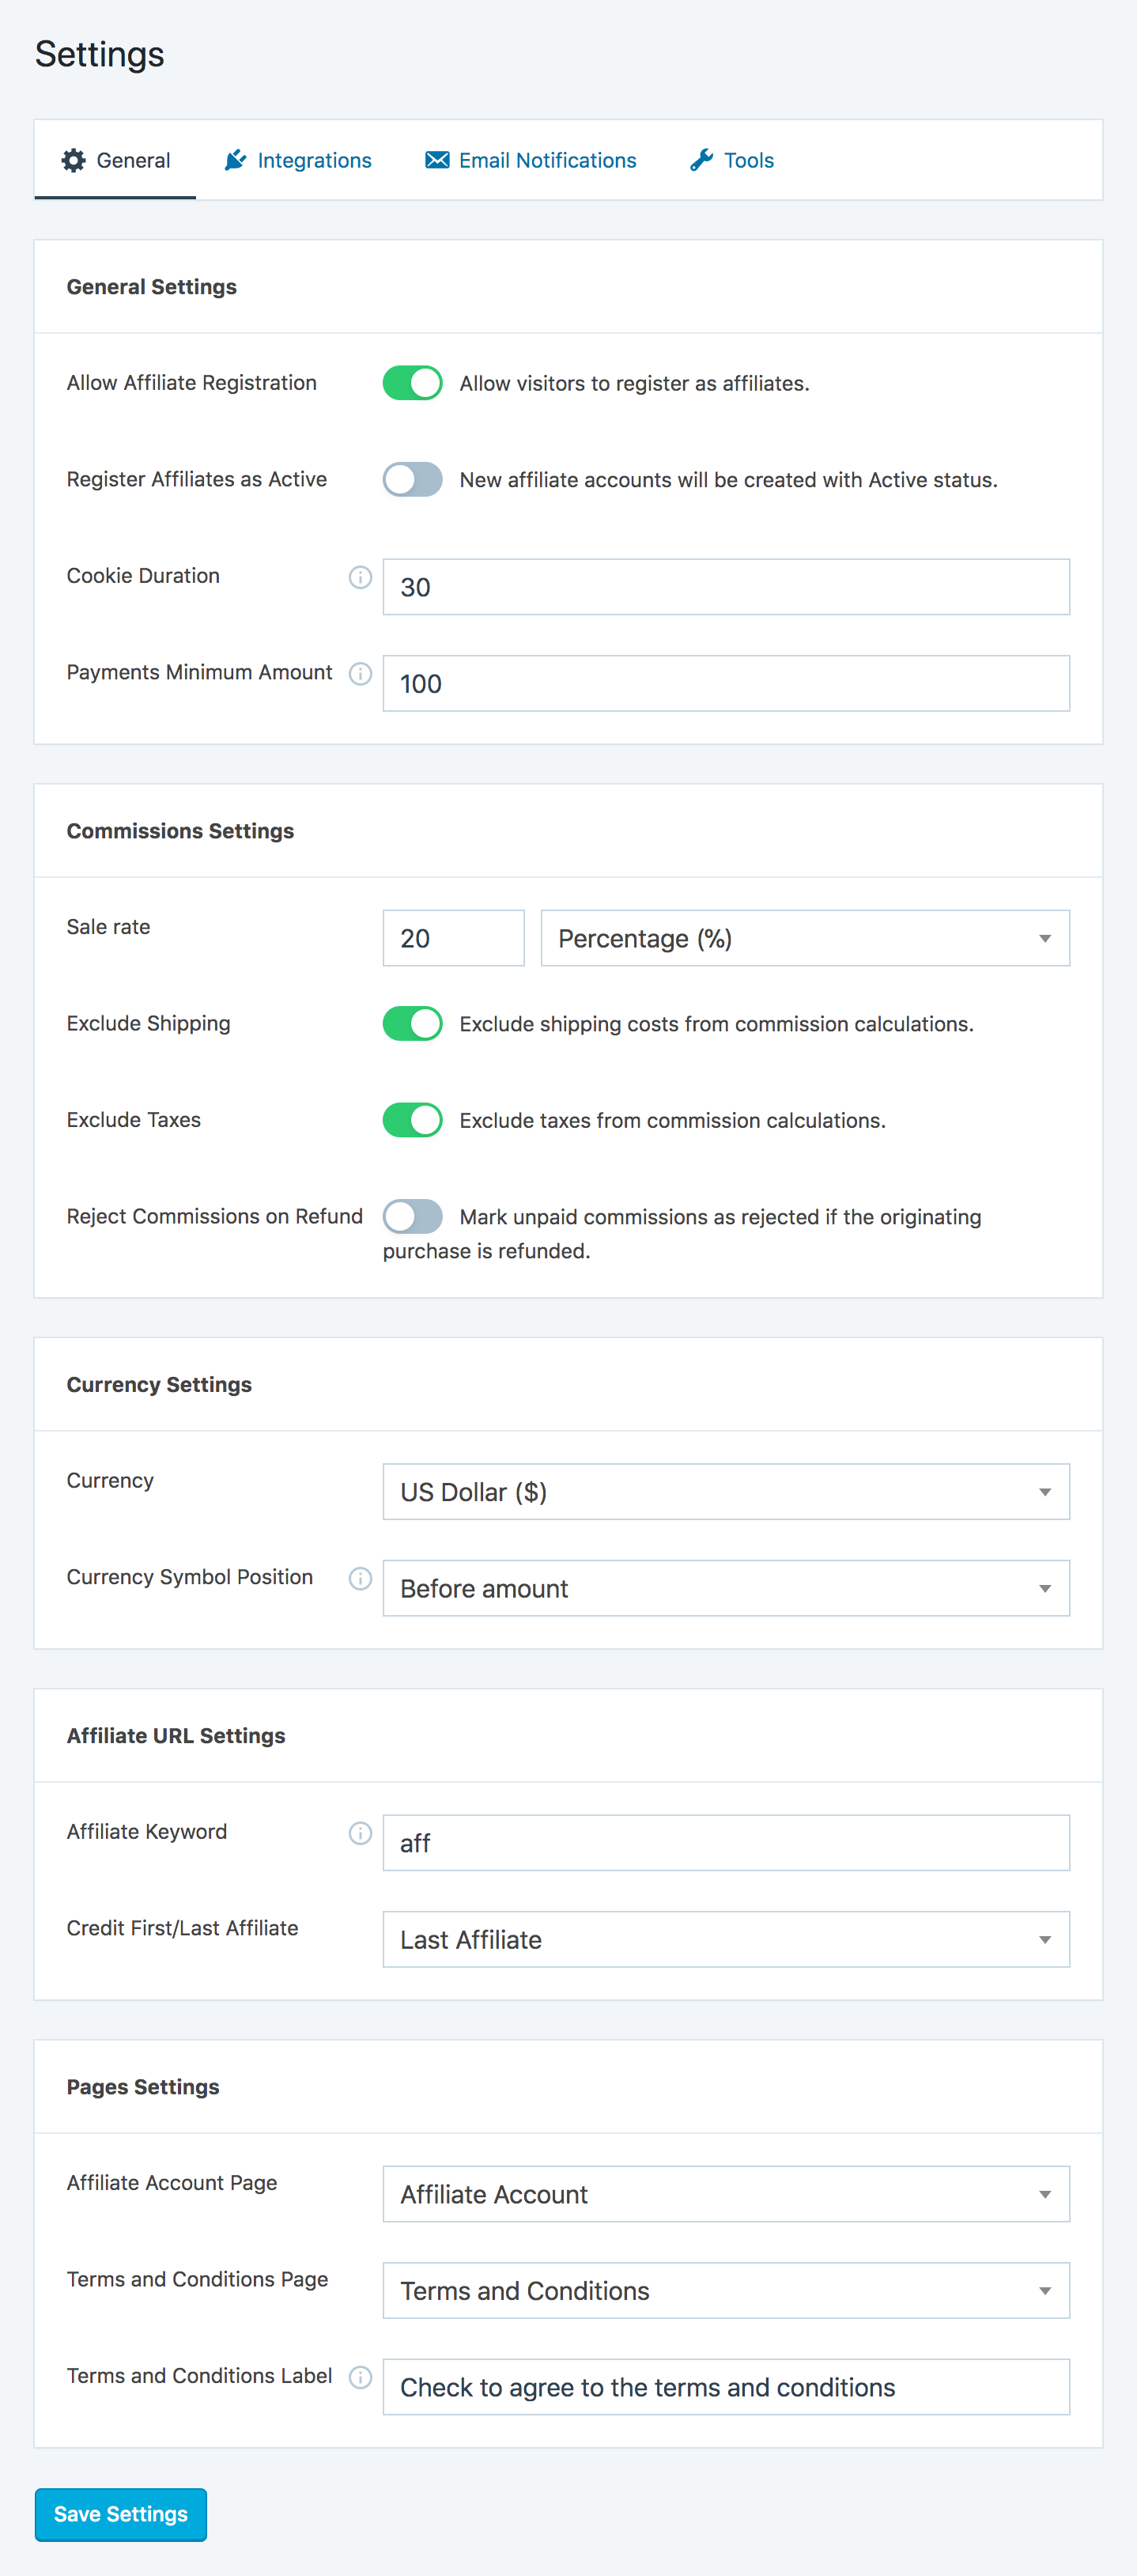 Settings
General Integrations Email Notifications Tools
General Settings
Allow Affiliate Registration Allow visitors to register as affiliates.
Register Affiliates as Active New affiliate accounts will be created with Active status.
Cookie Duration 30
Payments Minimum Amount 100
Commissions Settings
Sale rate 20 Percentage (%)
Exclude Shipping Exclude shipping costs from commission calculations.
Exclude Taxes Exclude taxes from commission calculations.
Reject Commissions on Refund Mark unpaid commissions as rejected if the originating
purchase is refunded.
Currency Settings
Currency US Dollar ($)
Currency Symbol Position Before amount
Affiliate URL Settings
Affiliate Keyword aff
Credit First/Last Affiliate Last Affiliate
Pages Settings
Affiliate Account Page Affiliate Account
Terms and Conditions Page Terms and Conditions
Terms and Conditions Label Check to agree to the terms and conditions
Save Settings